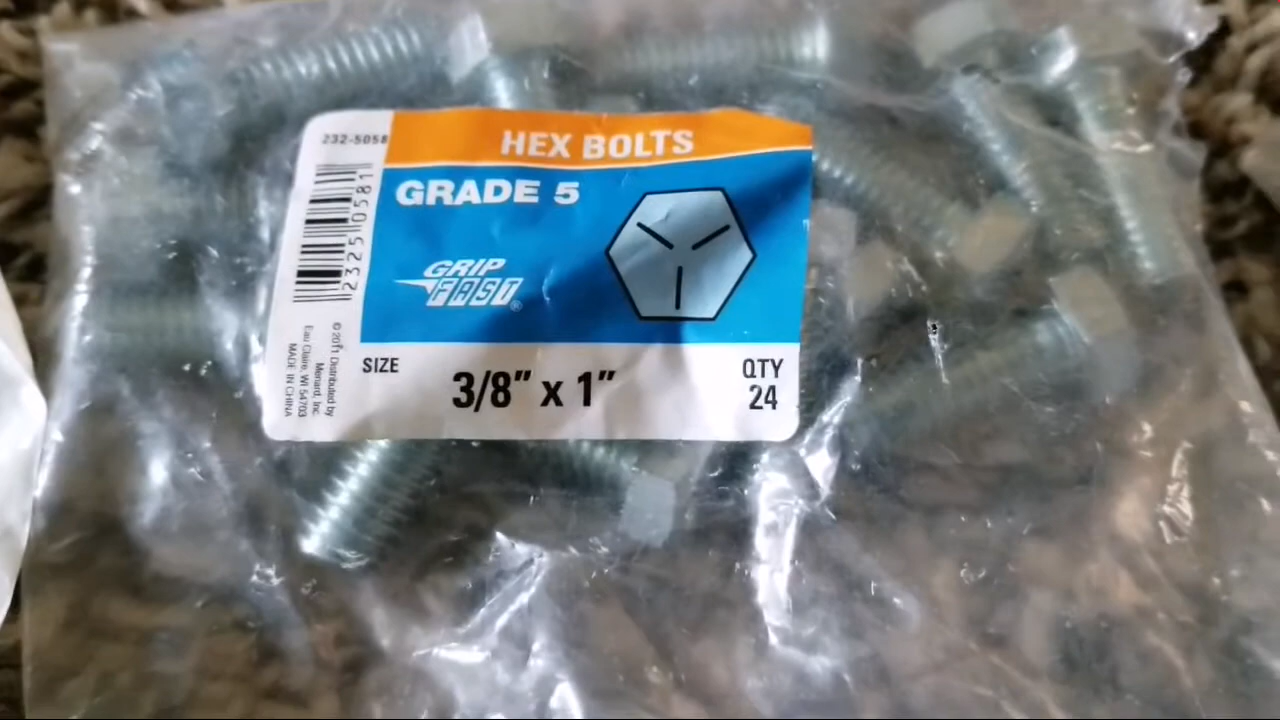 232-5058
HEX BOLTS
GRADE 5
GRIP
FAST®
2325 0581
© 2011 Distributed by
Menard, Inc.
Eau Claire, WI 54703
MADE IN CHINA
SIZE
3/8” x 1”
QTY
24